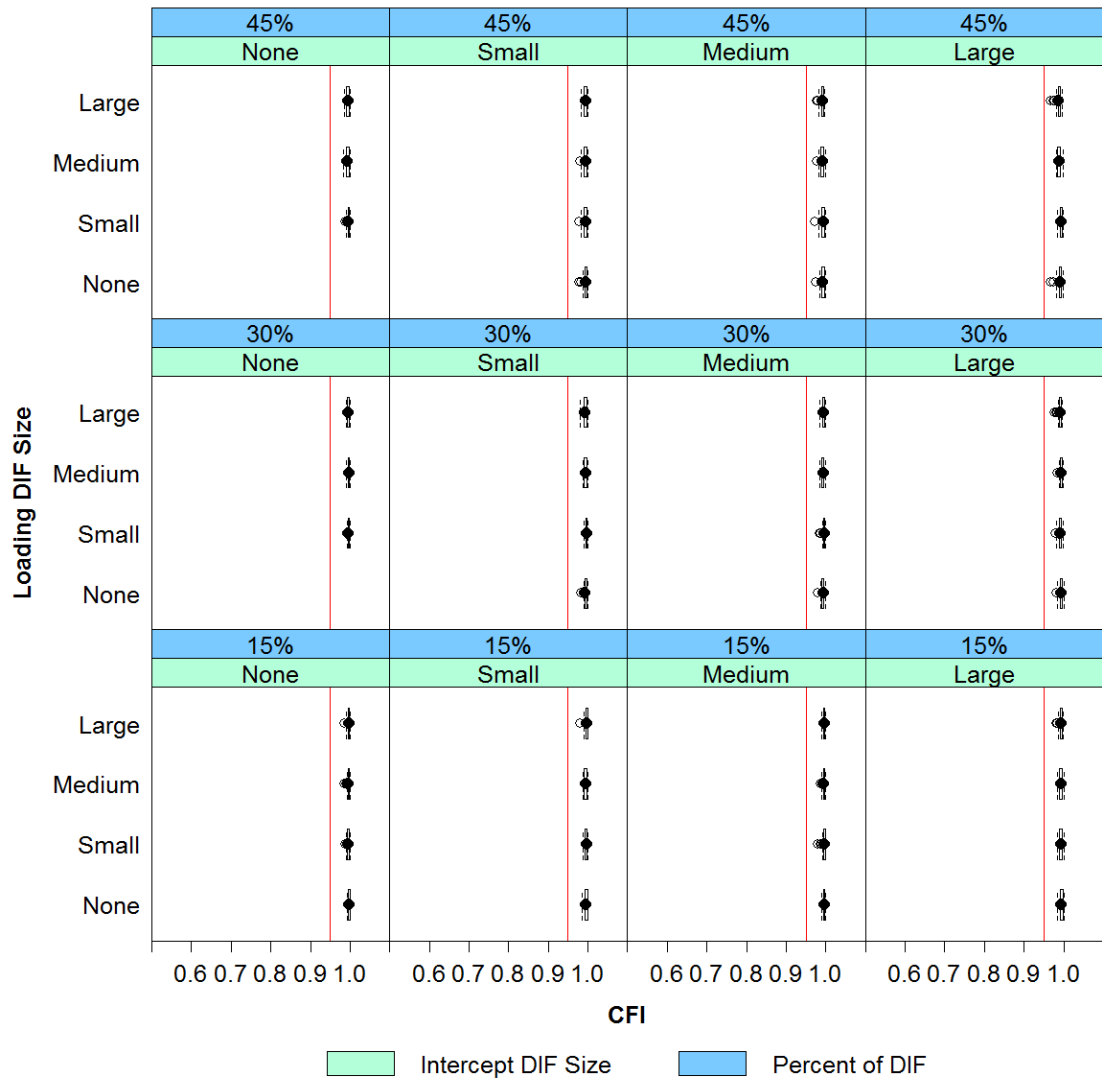 45% 45% 45% 45%
None Small Medium Large
Large
Medium
Small
None
30% 30% 30% 30%
None Small Medium Large
Large
Medium
Small
None
15% 15% 15% 15%
None Small Medium Large
Large
Medium
Small
None
Loading DIF Size
0.6 0.7 0.8 0.9 1.0 0.6 0.7 0.8 0.9 1.0 0.6 0.7 0.8 0.9 1.0 0.6 0.7 0.8 0.9 1.0
CFI
Intercept DIF Size Percent of DIF